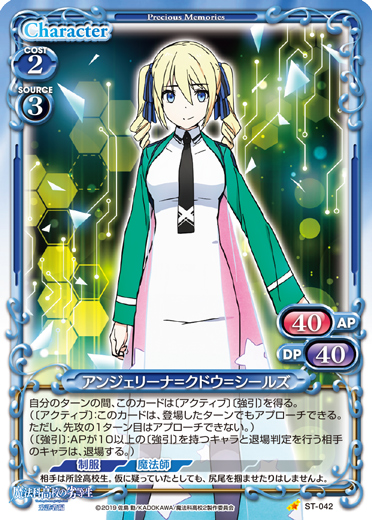 Precious Memories
Character
COST
2
SOURCE
3
40 AP
DP 40
アンジェリーナ=クドウ=シールズ
自分のターンの間、このカードは〔アクティブ〕〔強引〕を得る。
(〔アクティブ〕:このカードは、登場したターンでもアプローチできる。
ただし、先攻の1ターン目はアプローチできない。)
(〔強引〕:APが10以上の〔強引〕を持つキャラと退場判定を行う相手
のキャラは、退場する。)
制服 魔法師
相手は所詮高校生。仮に疑っていたとしても、尻尾を掴ませたりはしませんよ。
魔法科高校の劣等生
©2019 佐島 勤/KADOKAWA/魔法科高校2製作委員会
ST-042